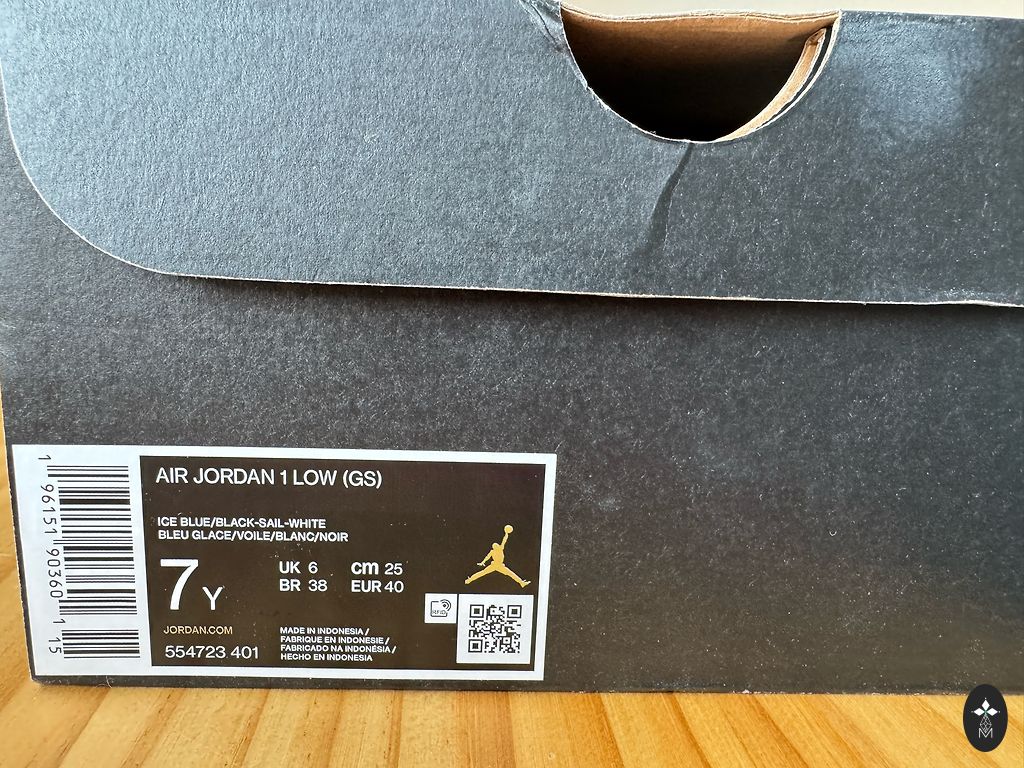 AIR JORDAN 1 LOW (GS)
ICE BLUE/BLACK-SAIL-WHITE
BLEU GLACE/VOILE/BLANC/NOIR
7 Y
UK 6 cm 25
BR 38 EUR 40
RFID
JORDAN.COM
554723 401
MADE IN INDONESIA /
FABRIQUE EN INDONESIE /
FABRICADO NA INDONÉSIA /
HECHO EN INDONESIA
1 96151 90360 1 15
M